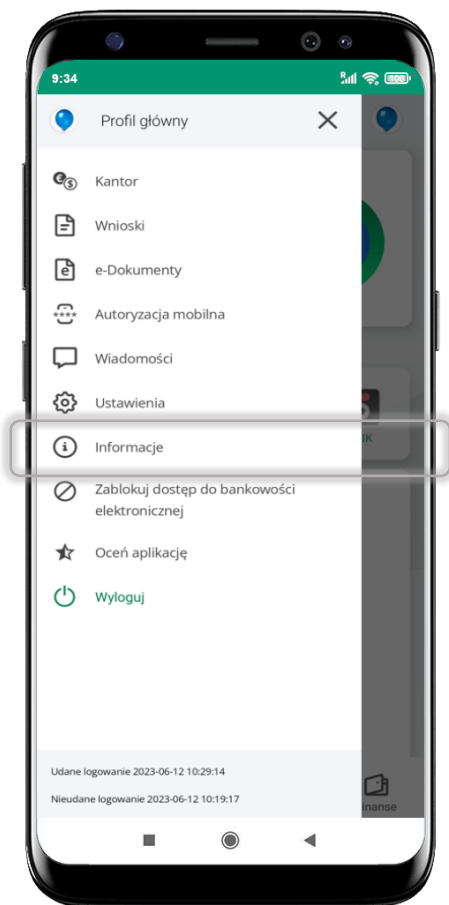 9:34
Profil główny
Kantor
Wnioski
e-Dokumenty
Autoryzacja mobilna
Wiadomości
Ustawienia
Informacje
Zablokuj dostęp do bankowości
elektronicznej
Oceń aplikację
Wyloguj
Udane logowanie 2023-06-12 10:29:14
Nieudane logowanie 2023-06-12 10:19:17